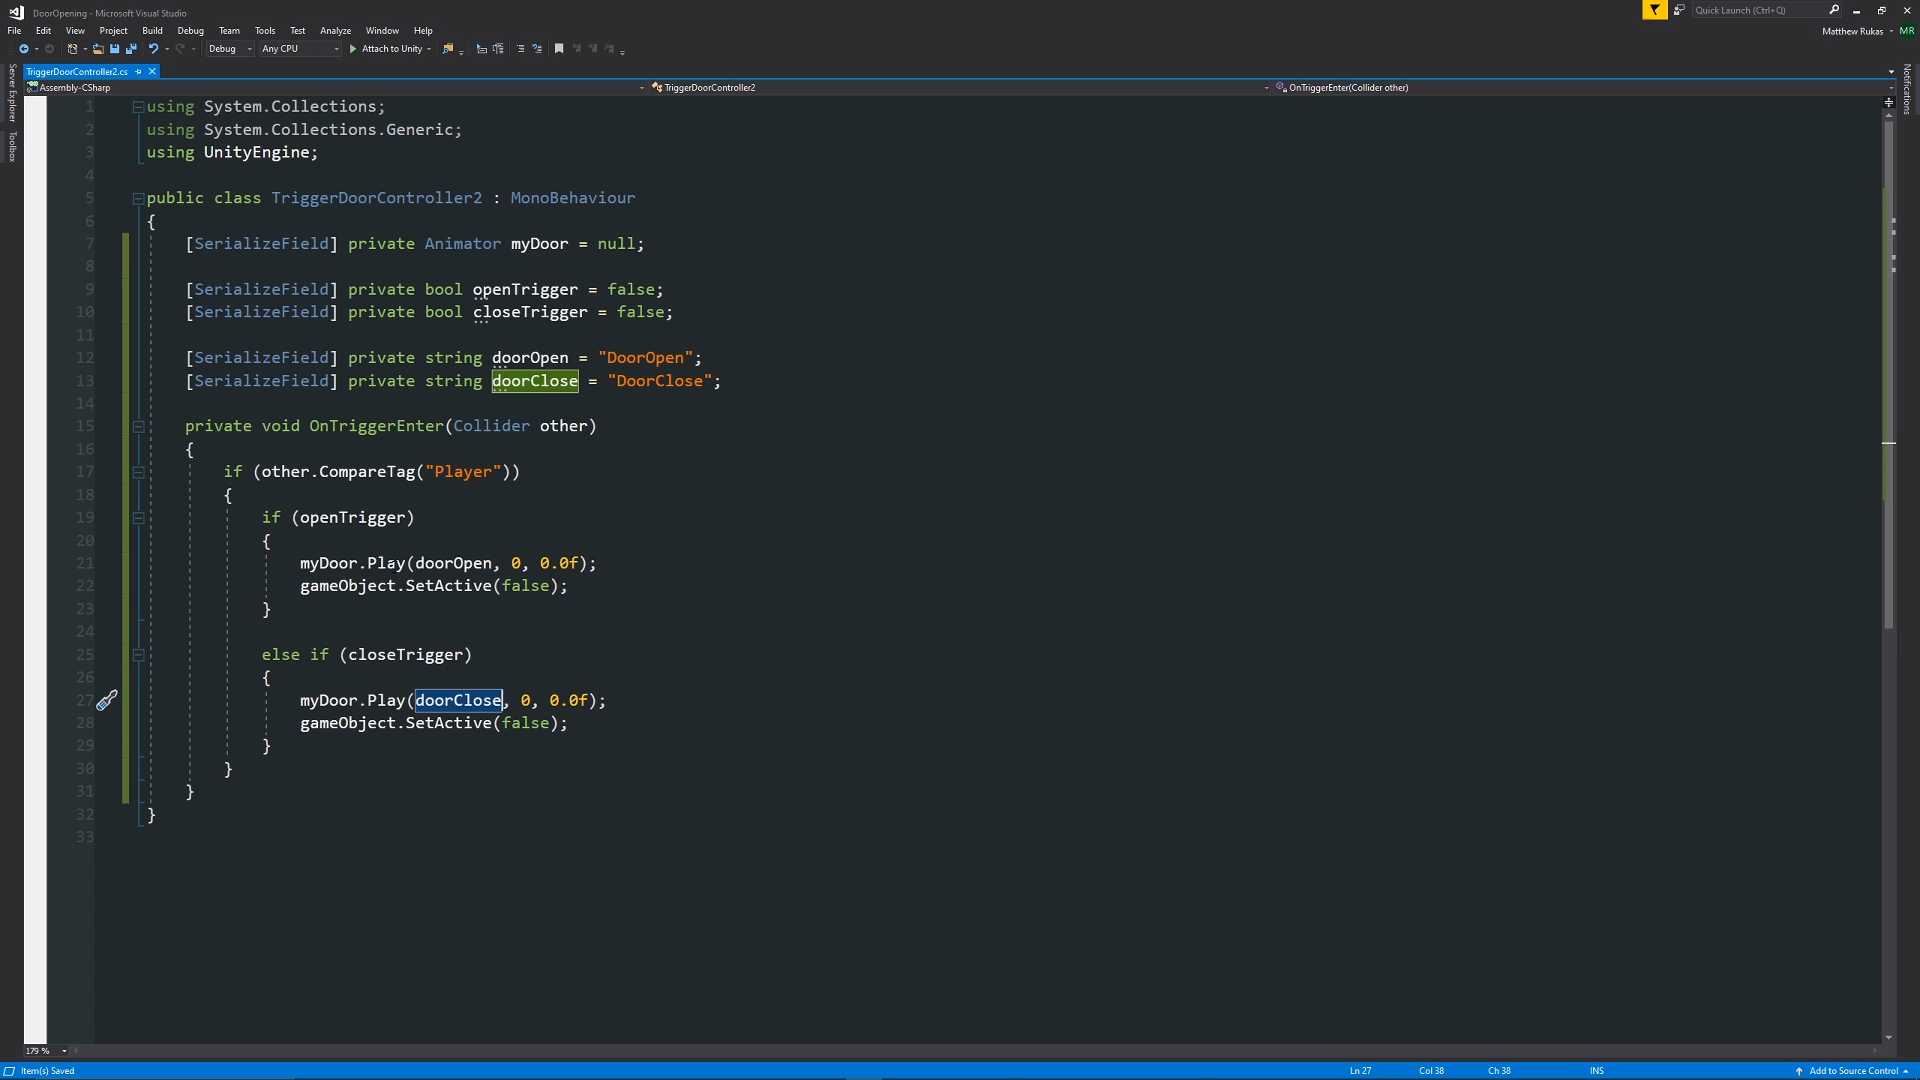 DoorOpening - Microsoft Visual Studio
Quick Launch (Ctrl+Q)
File Edit View Project Build Debug Team Tools Test Analyze Window Help
Matthew Rukas MR
Debug Any CPU Attach to Unity
Server Explorer
Toolbox
Notifications
TriggerDoorController2.cs
Assembly-CSharp TriggerDoorController2 OnTriggerEnter(Collider other)
1 using System.Collections;
2 using System.Collections.Generic;
3 using UnityEngine;
4
5 public class TriggerDoorController2 : MonoBehaviour
6 {
7 [SerializeField] private Animator myDoor = null;
8
9 [SerializeField] private bool openTrigger = false;
10 [SerializeField] private bool closeTrigger = false;
11
12 [SerializeField] private string doorOpen = "DoorOpen";
13 [SerializeField] private string doorClose = "DoorClose";
14
15 private void OnTriggerEnter(Collider other)
16 {
17 if (other.CompareTag("Player"))
18 {
19 if (openTrigger)
20 {
21 myDoor.Play(doorOpen, 0, 0.0f);
22 gameObject.SetActive(false);
23 }
24
25 else if (closeTrigger)
26 {
27 myDoor.Play(doorClose, 0, 0.0f);
28 gameObject.SetActive(false);
29 }
30 }
31 }
32 }
33
179 %
Item(s) Saved Ln 27 Col 38 Ch 38 INS Add to Source Control